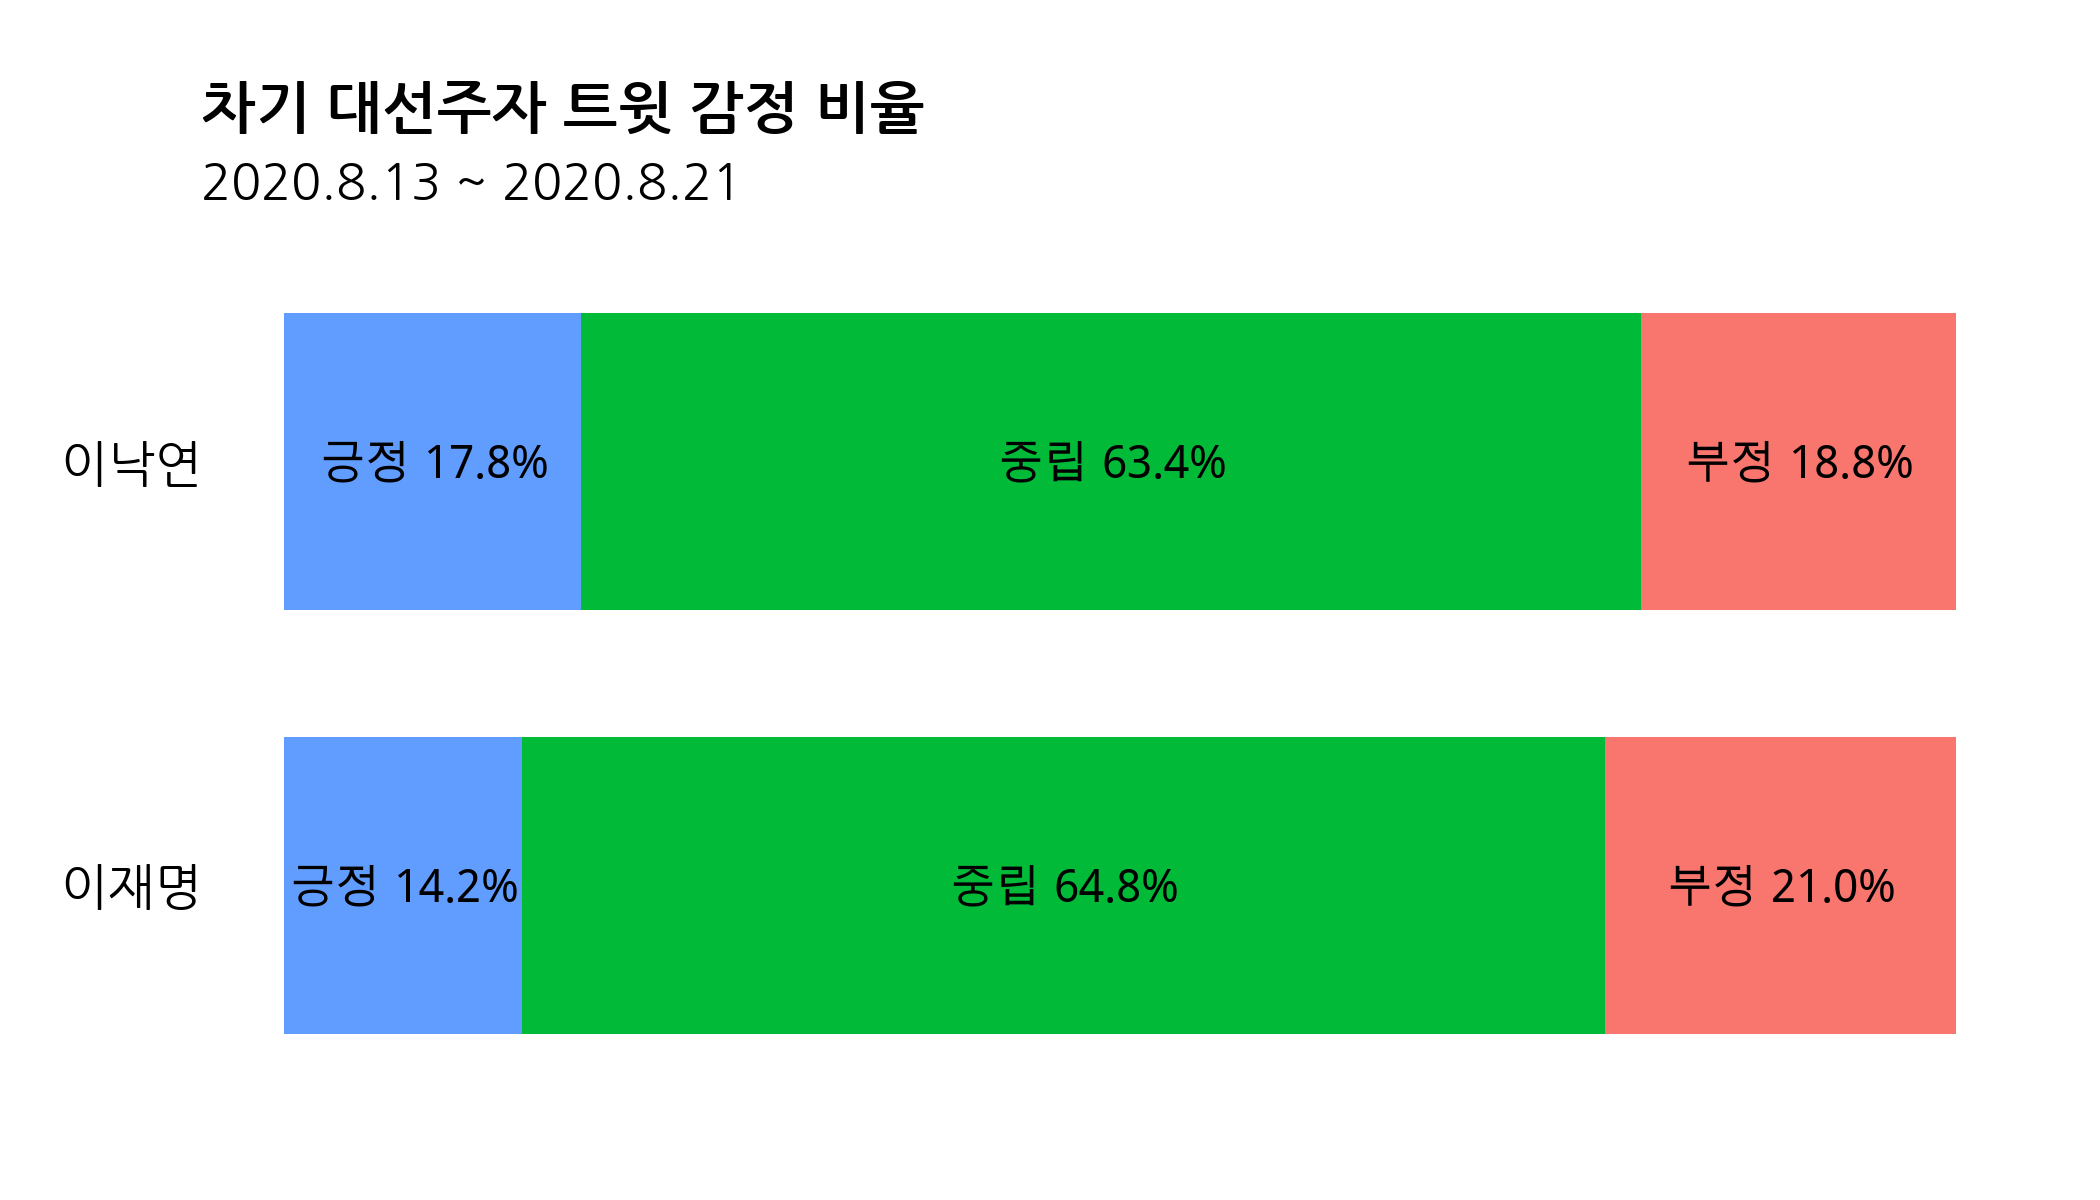 차기 대선주자 트윗 감정 비율
2020.8.13 ~ 2020.8.21
이낙연 긍정 17.8% 중립 63.4% 부정 18.8%
이재명 긍정 14.2% 중립 64.8% 부정 21.0%